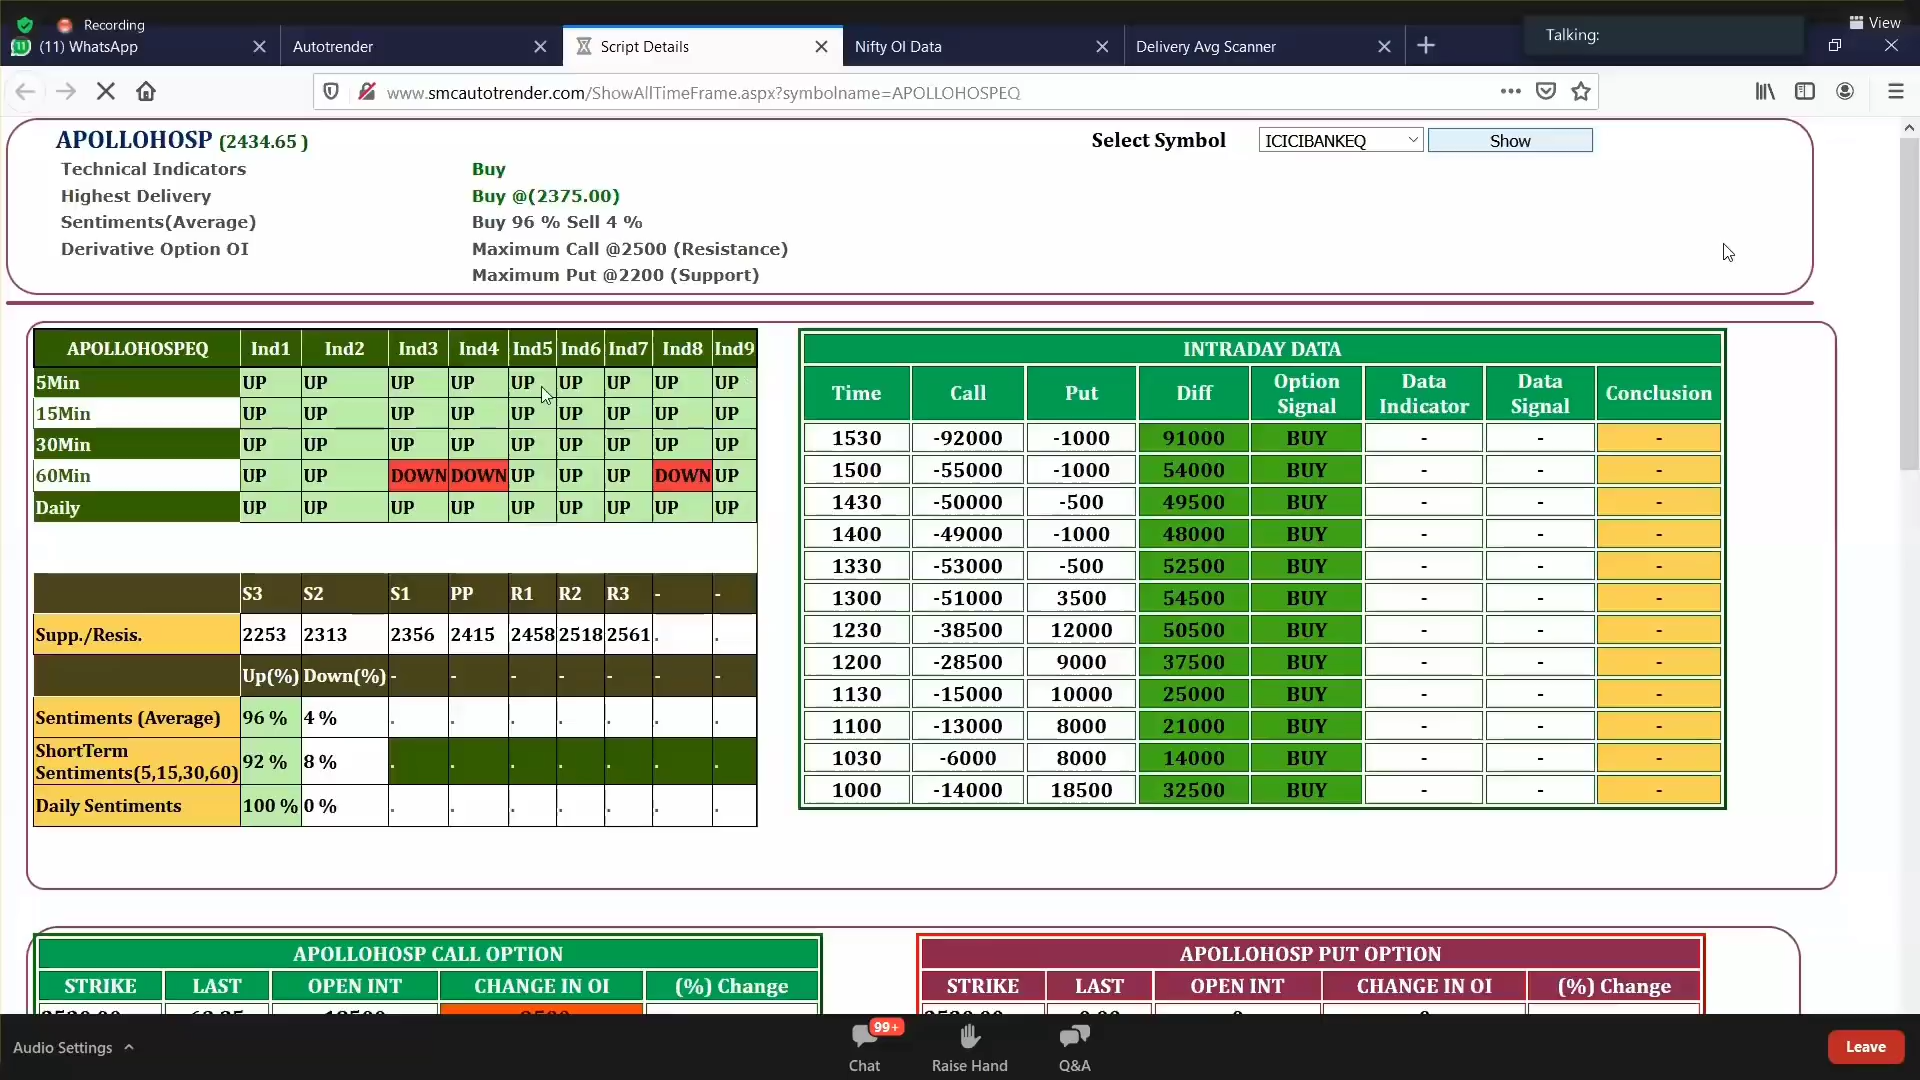 Recording
View
(11) WhatsApp
Autotrender
Script Details
Nifty OI Data
Delivery Avg Scanner
Talking:
www.smcautotrender.com/ShowAllTimeFrame.aspx?symbolname=APOLLOHOSPEQ
APOLLOHOSP (2434.65 )
Select Symbol ICICIBANKEQ Show
Technical Indicators Buy
Highest Delivery Buy @(2375.00)
Sentiments(Average) Buy 96 % Sell 4 %
Derivative Option OI Maximum Call @2500 (Resistance)
Maximum Put @2200 (Support)
APOLLOHOSPEQ Ind1 Ind2 Ind3 Ind4 Ind5 Ind6 Ind7 Ind8 Ind9
5Min UP UP UP UP UP UP UP UP UP
15Min UP UP UP UP UP UP UP UP UP
30Min UP UP UP UP UP UP UP UP UP
60Min UP UP DOWN DOWN UP UP UP DOWN UP
Daily UP UP UP UP UP UP UP UP UP
S3 S2 S1 PP R1 R2 R3 - -
Supp./Resis. 2253 2313 2356 2415 2458 2518 2561 . .
Up(%) Down(%) - - - - - - -
Sentiments (Average) 96 % 4 % . . . . . . .
ShortTerm
Sentiments(5,15,30,60) 92 % 8 % . . . . . . .
Daily Sentiments 100 % 0 % . . . . . . .
INTRADAY DATA
Time Call Put Diff Option Signal Data Indicator Data Signal Conclusion
1530 -92000 -1000 91000 BUY - - -
1500 -55000 -1000 54000 BUY - - -
1430 -50000 -500 49500 BUY - - -
1400 -49000 -1000 48000 BUY - - -
1330 -53000 -500 52500 BUY - - -
1300 -51000 3500 54500 BUY - - -
1230 -38500 12000 50500 BUY - - -
1200 -28500 9000 37500 BUY - - -
1130 -15000 10000 25000 BUY - - -
1100 -13000 8000 21000 BUY - - -
1030 -6000 8000 14000 BUY - - -
1000 -14000 18500 32500 BUY - - -
APOLLOHOSP CALL OPTION
STRIKE LAST OPEN INT CHANGE IN OI (%) Change
APOLLOHOSP PUT OPTION
STRIKE LAST OPEN INT CHANGE IN OI (%) Change
Audio Settings
99+
Chat
Raise Hand
Q&A
Leave